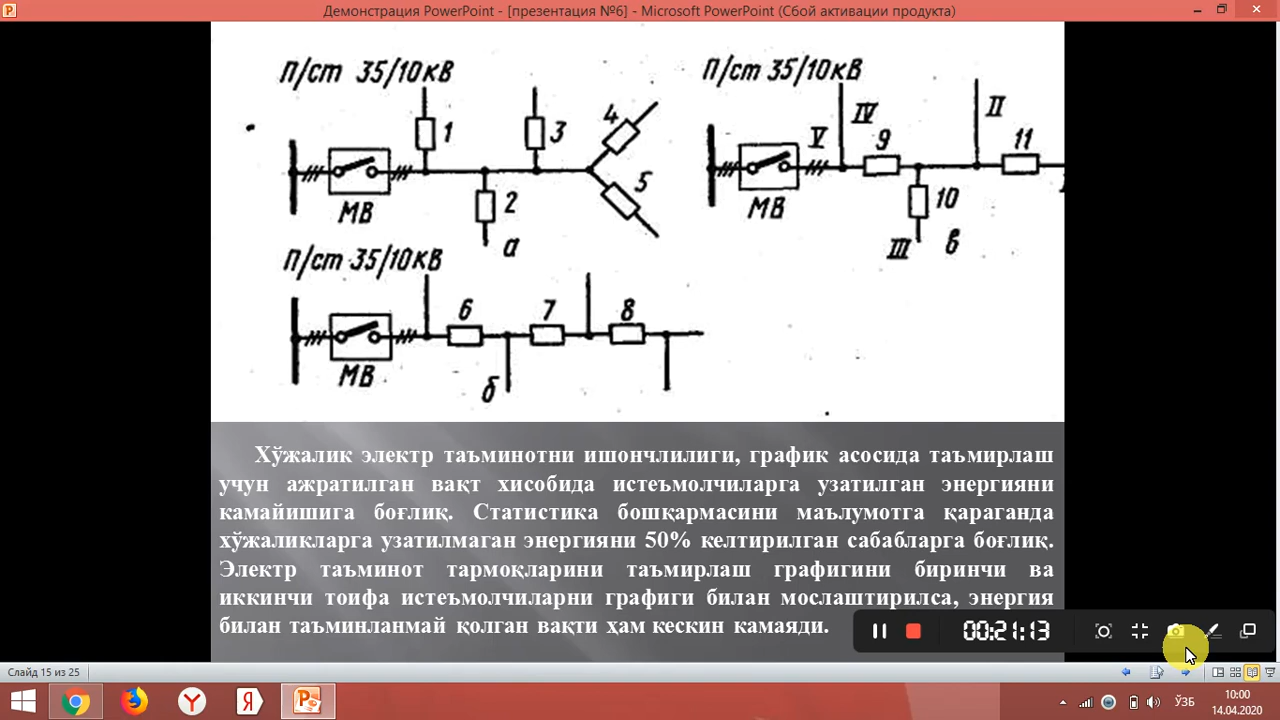 Демонстрация PowerPoint - [презентация №6] - Microsoft PowerPoint (Сбой активации продукта)
П/ст 35/10кВ
1
3
4
5
2
МВ
а
П/ст 35/10кВ
IV
II
V
9
11
10
МВ
III
в
П/ст 35/10кВ
6
7
8
МВ
б
Хўжалик электр таъминотни ишончлилиги, график асосида таъмирлаш
учун ажратилган вақт хисобида истеъмолчиларга узатилган энергияни
камайишига боғлиқ. Статистика бошқармасини маълумотга қараганда
хўжаликларга узатилмаган энергияни 50% келтирилган сабабларга боғлиқ.
Электр таъминот тармоқларини таъмирлаш графигини биринчи ва
иккинчи тоифа истеъмолчиларни графиги билан мослаштирилса, энергия
билан таъминланмай қолган вақти ҳам кескин камаяди.
00:21:13
Слайд 15 из 25
ЎЗБ
10:00
14.04.2020